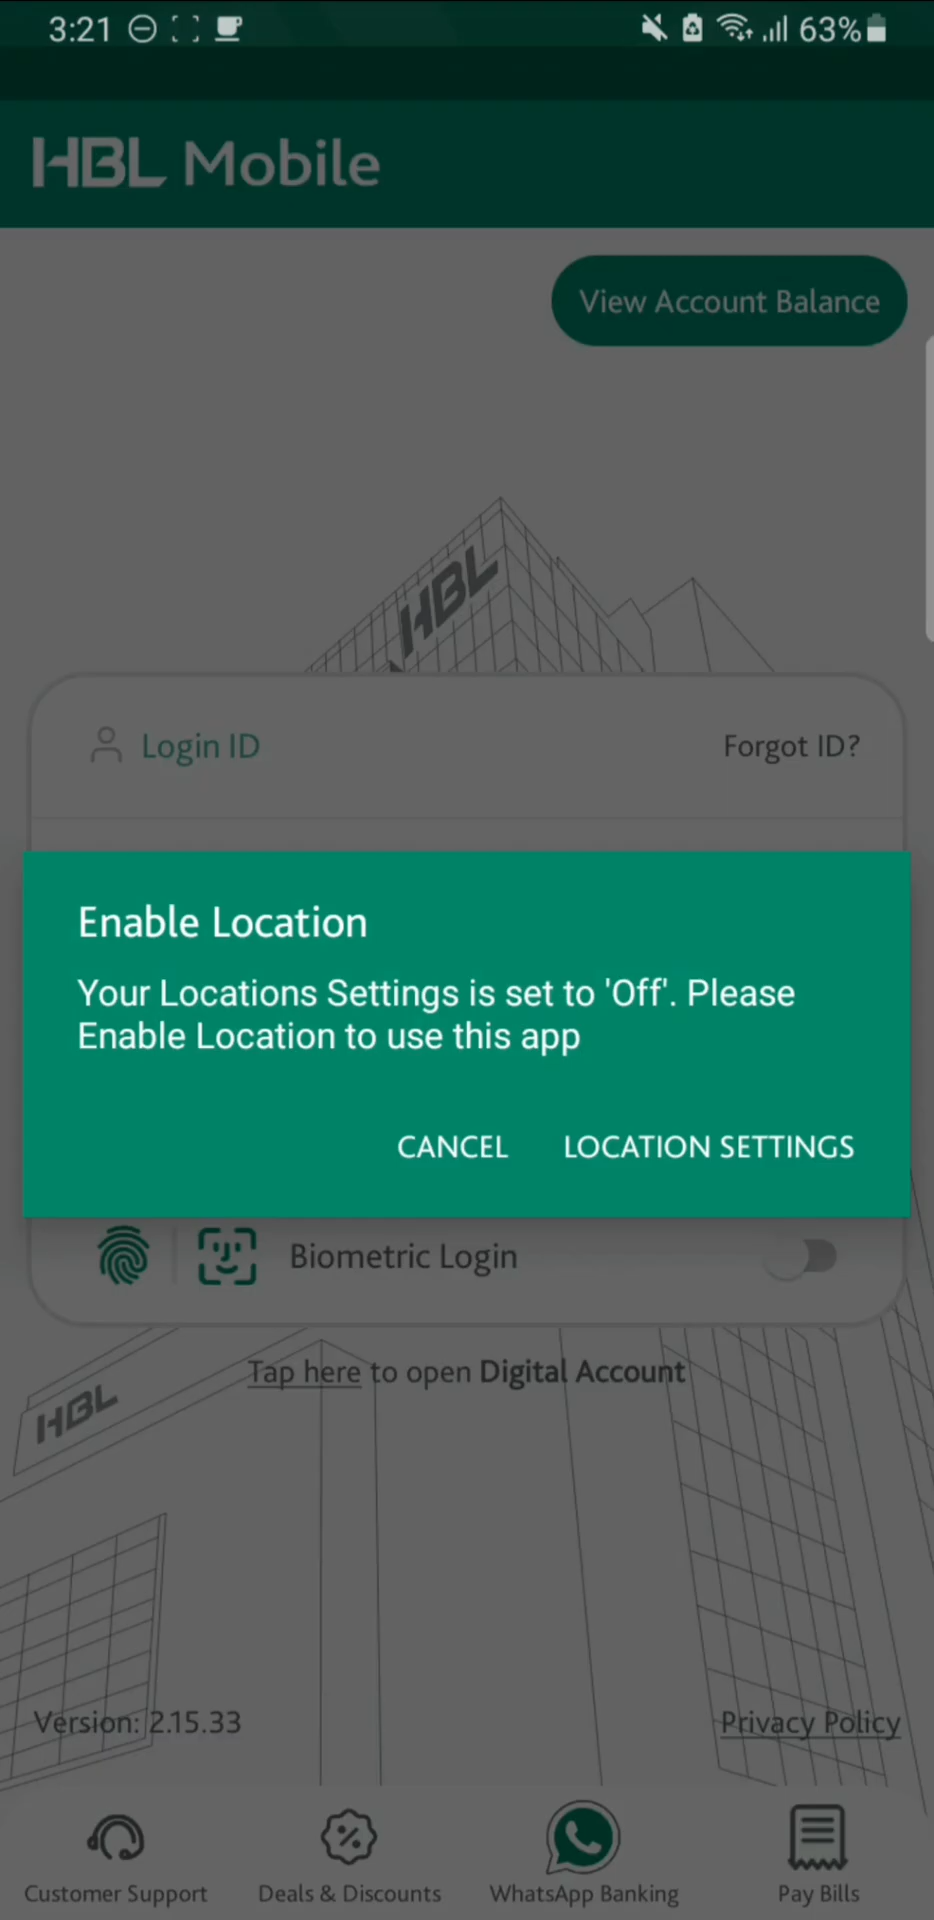 3:21
63%
HBL Mobile
View Account Balance
HBL
Login ID
Forgot ID?
Enable Location
Your Locations Settings is set to 'Off'. Please
Enable Location to use this app
CANCEL
LOCATION SETTINGS
Biometric Login
Tap here to open Digital Account
HBL
Version: 2.15.33
Privacy Policy
Customer Support
Deals & Discounts
WhatsApp Banking
Pay Bills